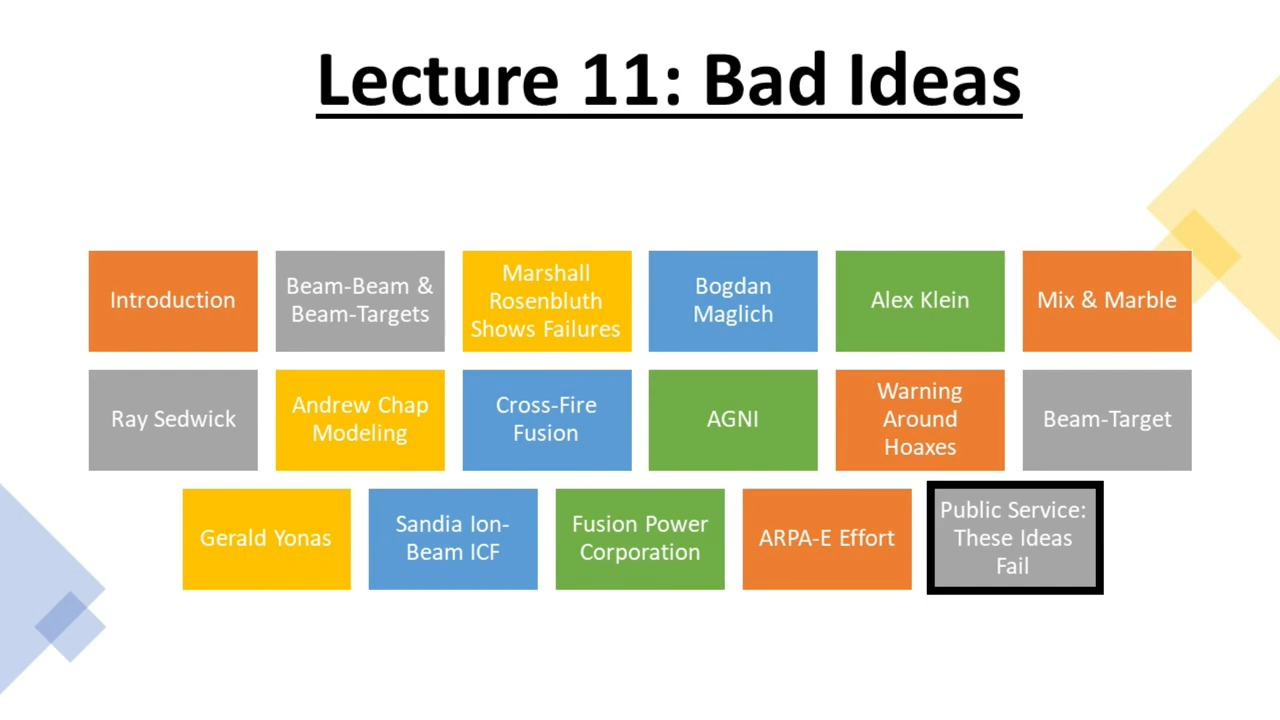 Lecture 11: Bad Ideas
Introduction
Beam-Beam &
Beam-Targets
Marshall
Rosenbluth
Shows Failures
Bogdan
Maglich
Alex Klein
Mix & Marble
Ray Sedwick
Andrew Chap
Modeling
Cross-Fire
Fusion
AGNI
Warning
Around
Hoaxes
Beam-Target
Gerald Yonas
Sandia Ion-
Beam ICF
Fusion Power
Corporation
ARPA-E Effort
Public Service:
These Ideas
Fail